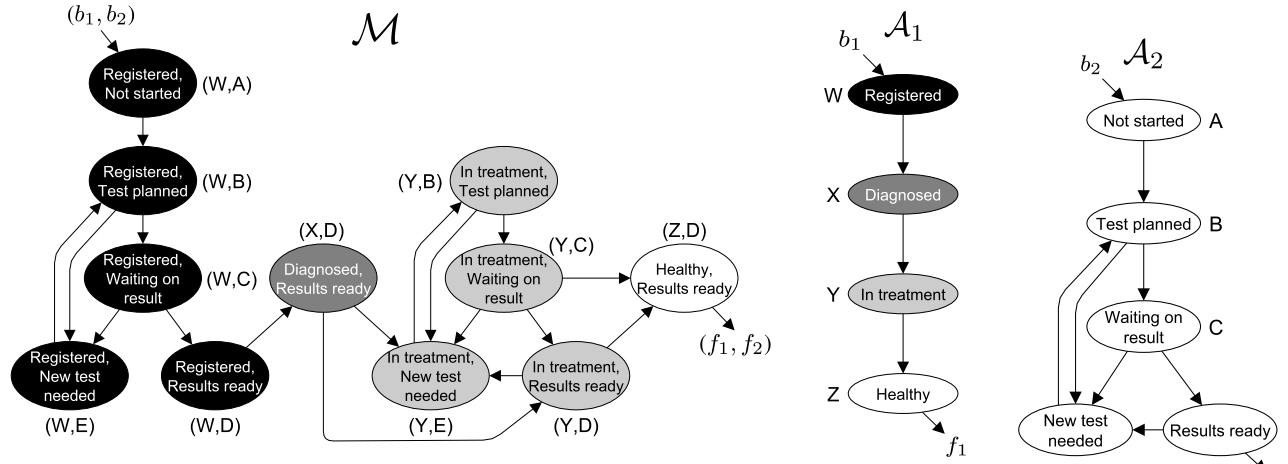 (b₁, b₂)
M
Registered,
Not started
(W,A)
Registered,
Test planned
(W,B)
Registered,
Waiting on
result
(W,C)
Registered,
New test
needed
(W,E)
Registered,
Results ready
(W,D)
(X,D)
Diagnosed,
Results ready
(Y,B)
In treatment,
Test planned
(Y,C)
In treatment,
Waiting on
result
In treatment,
New test
needed
(Y,E)
In treatment,
Results ready
(Y,D)
(Z,D)
Healthy,
Results ready
(f₁, f₂)
A₁
b₁
W
Registered
X
Diagnosed
Y
In treatment
Z
Healthy
f₁
A₂
b₂
Not started
A
Test planned
B
Waiting on
result
C
New test
needed
Results ready